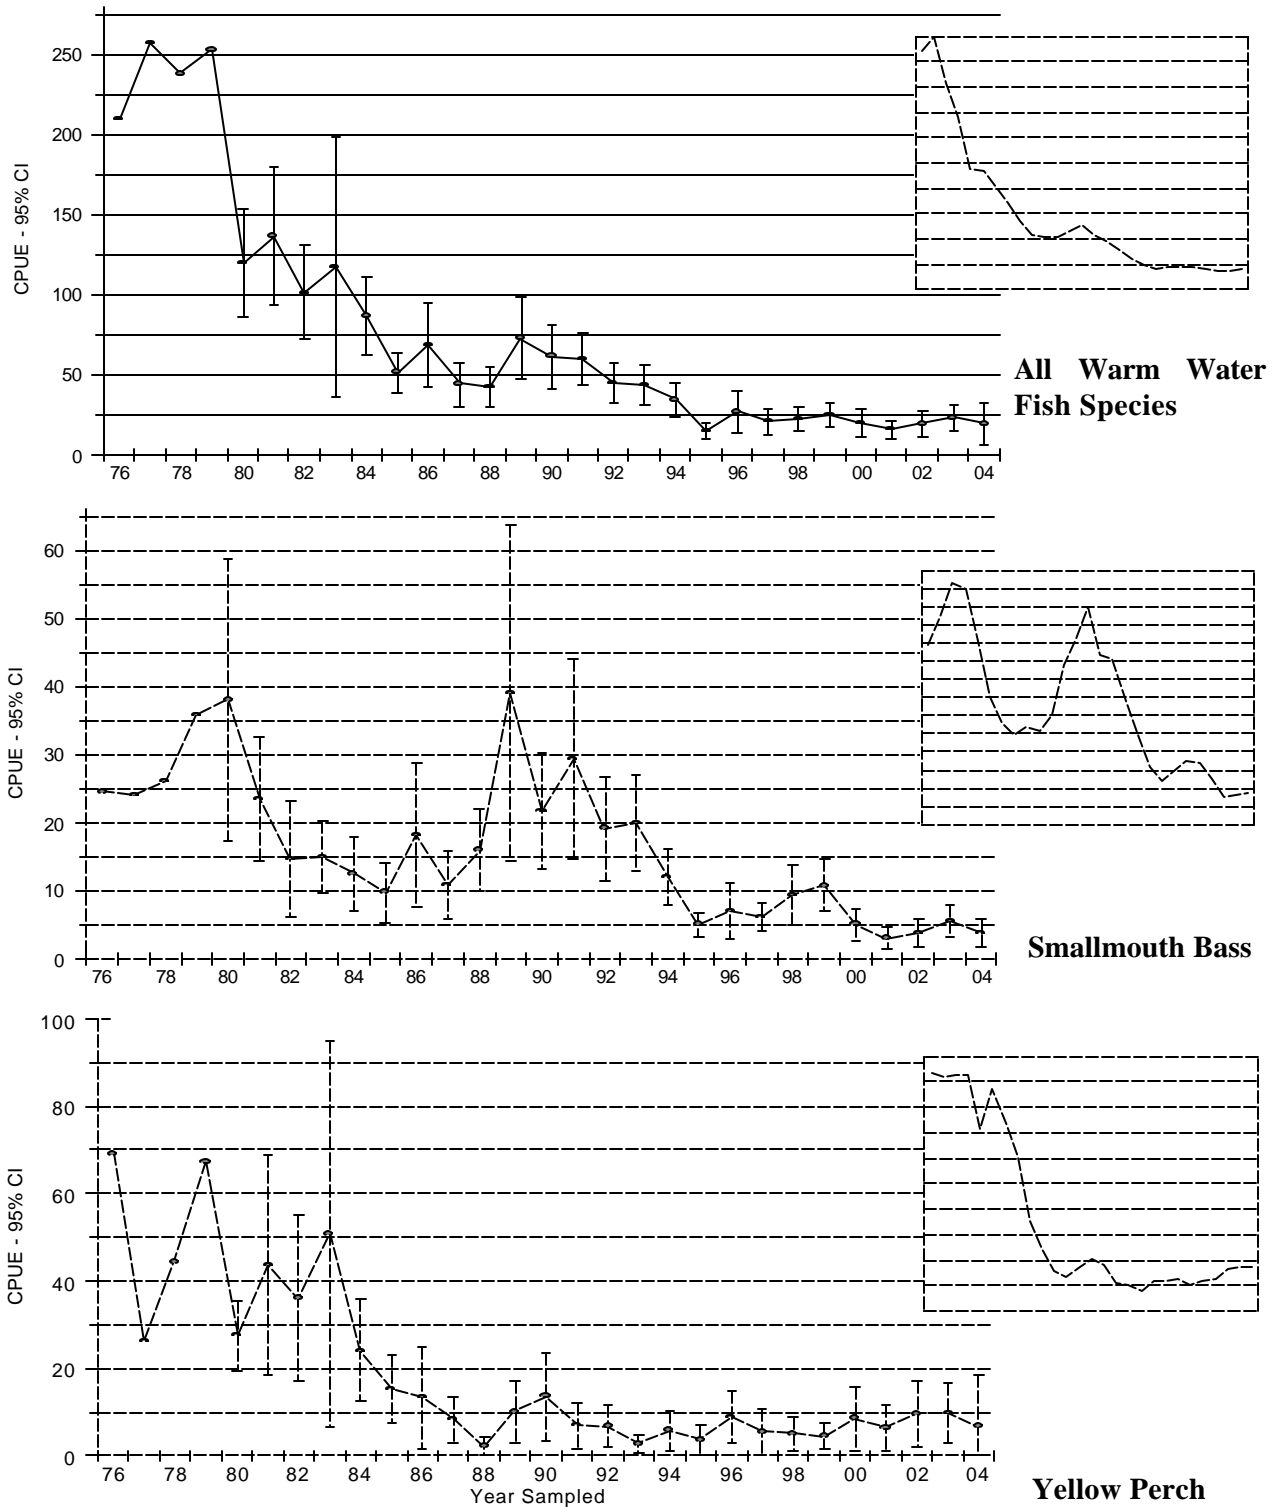 250
200
150
100
50
0
CPUE - 95% CI
76 78 80 82 84 86 88 90 92 94 96 98 00 02 04
All Warm Water
Fish Species
60
50
40
30
20
10
0
CPUE - 95% CI
76 78 80 82 84 86 88 90 92 94 96 98 00 02 04
Smallmouth Bass
100
80
60
40
20
0
CPUE - 95% CI
76 78 80 82 84 86 88 90 92 94 96 98 00 02 04
Year Sampled
Yellow Perch